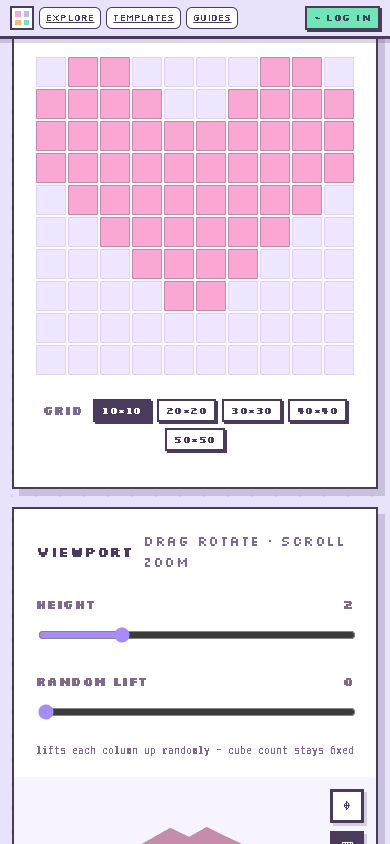 EXPLORE TEMPLATES GUIDES ~ LOG IN
GRID 10×10 20×20 30×30 40×40
50×50
VIEWPORT DRAG ROTATE · SCROLL
ZOOM
HEIGHT 2
RANDOM LIFT 0
lifts each column up randomly - cube count stays fixed